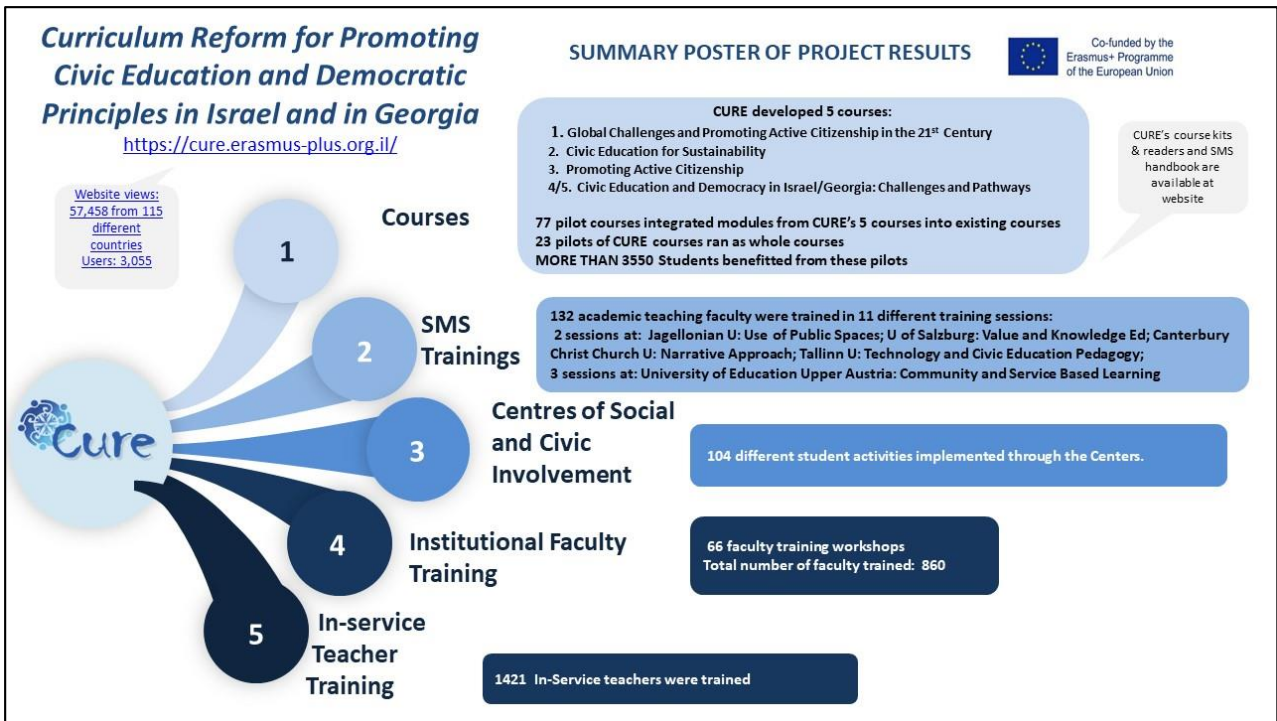 Curriculum Reform for Promoting
Civic Education and Democratic
Principles in Israel and in Georgia
https://cure.erasmus-plus.org.il/
SUMMARY POSTER OF PROJECT RESULTS
Co-funded by the
Erasmus+ Programme
of the European Union
Website views:
57,458 from 115
different
countries
Users: 3,055
1
Courses
CURE developed 5 courses:
1. Global Challenges and Promoting Active Citizenship in the 21st Century
2. Civic Education for Sustainability
3. Promoting Active Citizenship
4/5. Civic Education and Democracy in Israel/Georgia: Challenges and Pathways
77 pilot courses integrated modules from CURE's 5 courses into existing courses
23 pilots of CURE courses ran as whole courses
MORE THAN 3550 Students benefitted from these pilots
CURE's course kits
& readers and SMS
handbook are
available at
website
2
SMS
Trainings
132 academic teaching faculty were trained in 11 different training sessions:
2 sessions at: Jagellonian U: Use of Public Spaces; U of Salzburg: Value and Knowledge Ed; Canterbury
Christ Church U: Narrative Approach; Tallinn U: Technology and Civic Education Pedagogy;
3 sessions at: University of Education Upper Austria: Community and Service Based Learning
Cure
3
Centres of Social
and Civic
Involvement
104 different student activities implemented through the Centers.
4
Institutional Faculty
Training
66 faculty training workshops
Total number of faculty trained: 860
5
In-service
Teacher
Training
1421 In-Service teachers were trained